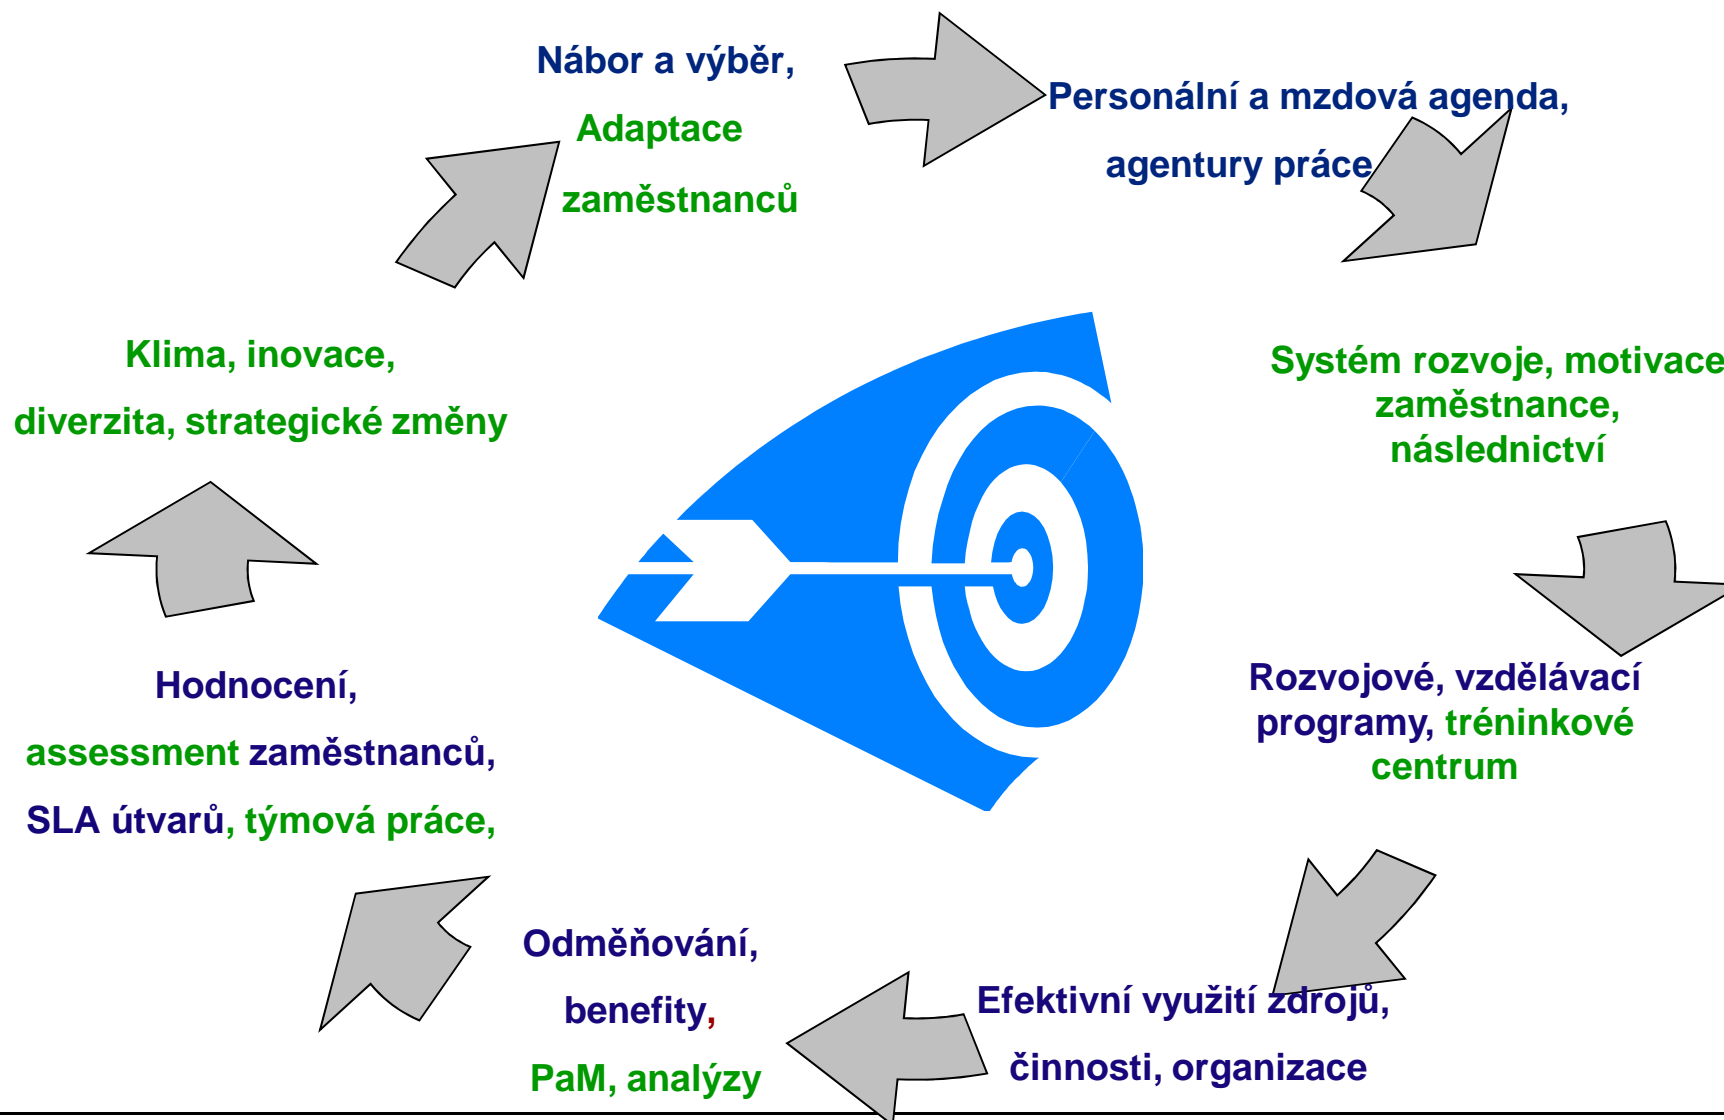 Nábor a výběr,
Adaptace
zaměstnanců
Personální a mzdová agenda,
agentury práce
Systém rozvoje, motivace
zaměstnance,
následnictví
Rozvojové, vzdělávací
programy, tréninkové
centrum
Efektivní využití zdrojů,
činnosti, organizace
Odměňování,
benefity,
PaM, analýzy
Hodnocení,
assessment zaměstnanců,
SLA útvarů, týmová práce,
Klima, inovace,
diverzita, strategické změny